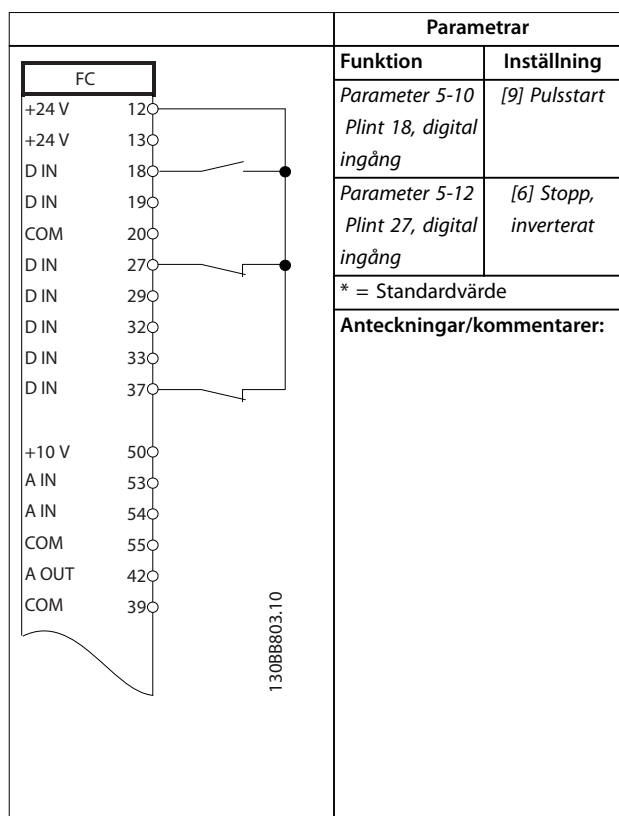 FC
+24 V 12
+24 V 13
D IN 18
D IN 19
COM 20
D IN 27
D IN 29
D IN 32
D IN 33
D IN 37
+10 V 50
A IN 53
A IN 54
COM 55
A OUT 42
COM 39
130BB803.10
Parametrar
Funktion Inställning
Parameter 5-10 [9] Pulsstart
Plint 18, digital
ingång
Parameter 5-12 [6] Stopp,
Plint 27, digital inverterat
ingång
* = Standardvärde
Anteckningar/kommentarer: